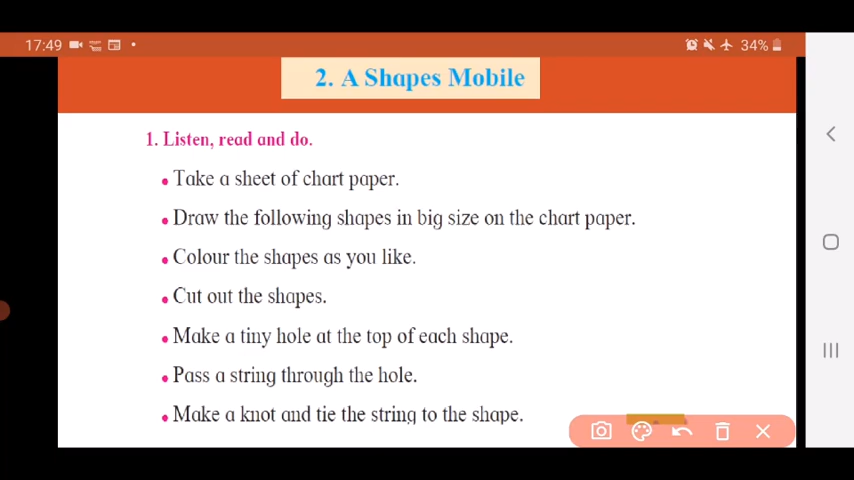 17:49
34%
2. A Shapes Mobile
1. Listen, read and do.
• Take a sheet of chart paper.
• Draw the following shapes in big size on the chart paper.
• Colour the shapes as you like.
• Cut out the shapes.
• Make a tiny hole at the top of each shape.
• Pass a string through the hole.
• Make a knot and tie the string to the shape.